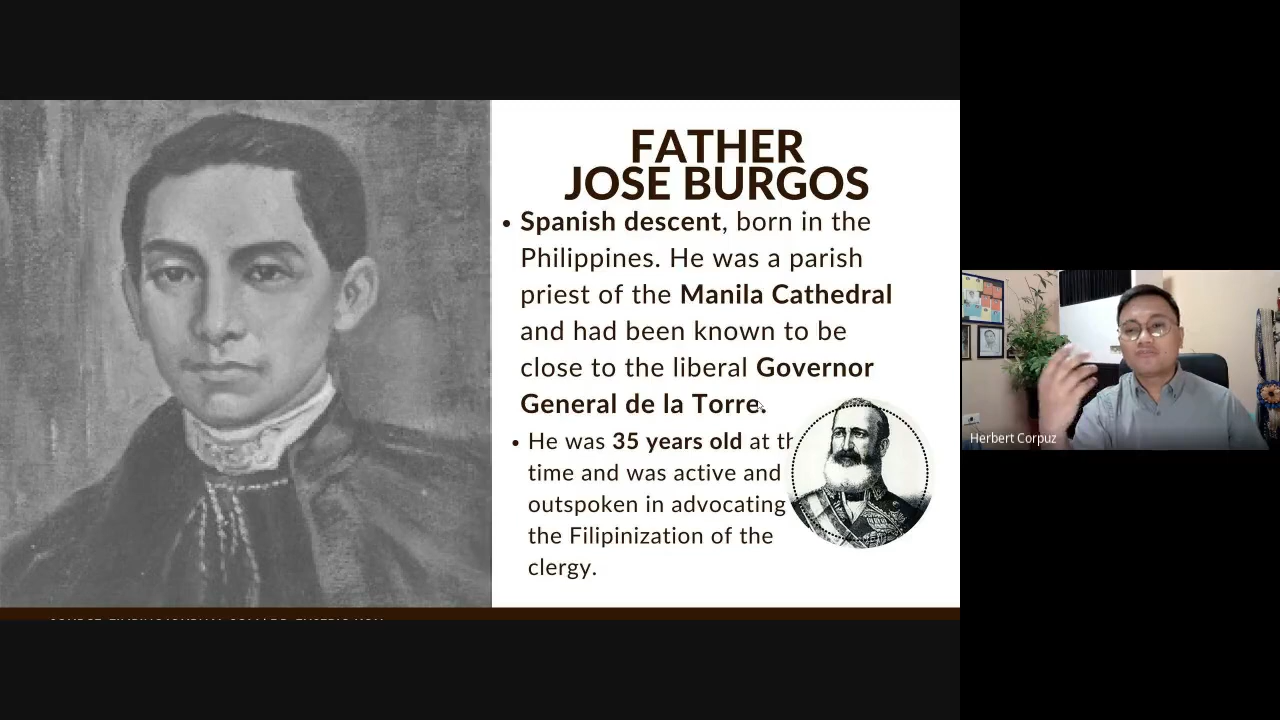 FATHER
JOSE BURGOS
• Spanish descent, born in the
Philippines. He was a parish
priest of the Manila Cathedral
and had been known to be
close to the liberal Governor
General de la Torre.
• He was 35 years old at th
time and was active and
outspoken in advocating
the Filipinization of the
clergy.
Herbert Corpuz